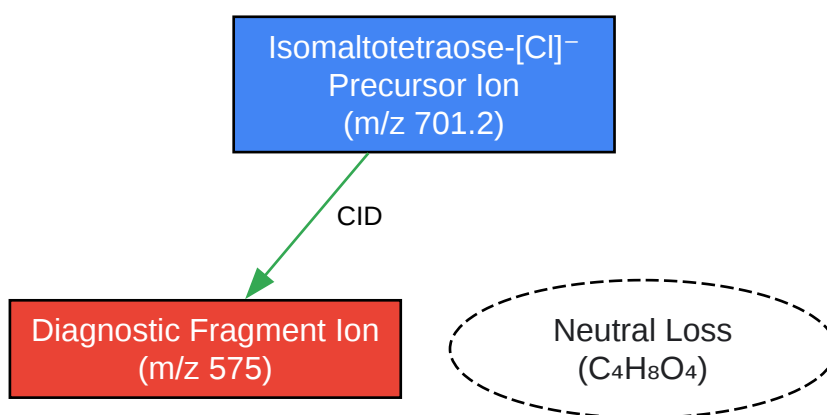 Isomaltotetraose-[Cl]⁻
Precursor Ion
(m/z 701.2)
CID
Diagnostic Fragment Ion
(m/z 575)
Neutral Loss
(C₄H₈O₄)